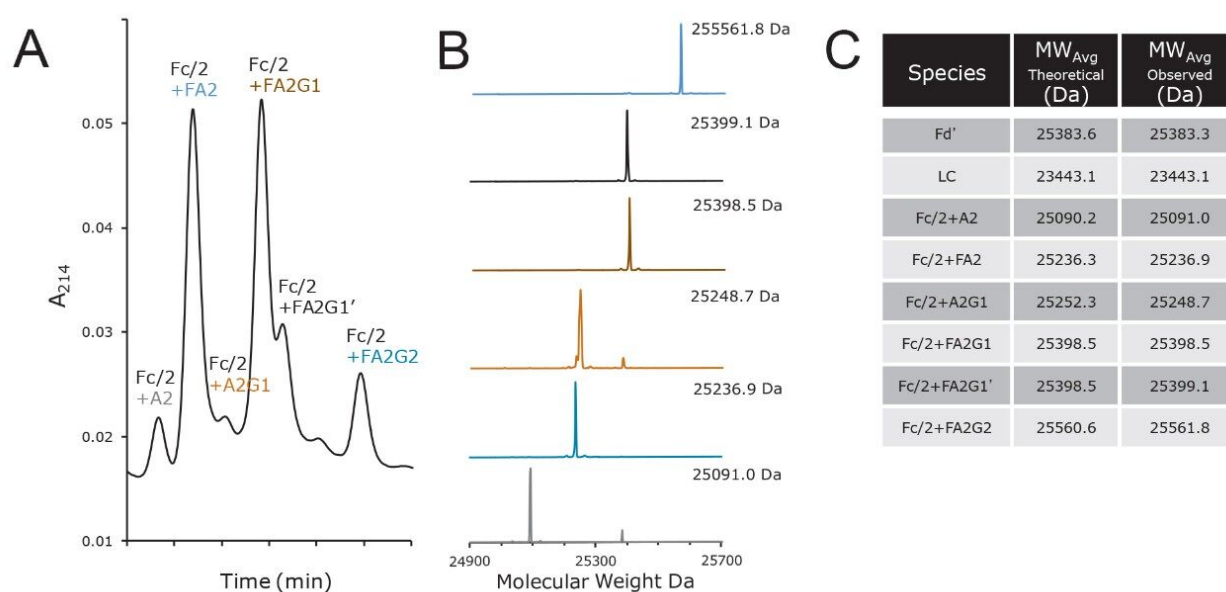 A
Fc/2
+FA2
Fc/2
+FA2G1
Fc/2
+FA2G1’
Fc/2
+A2
Fc/2
+A2G1
Fc/2
+FA2G2
A214
0.05
0.04
0.03
0.02
0.01
Time (min)
B
255561.8 Da
25399.1 Da
25398.5 Da
25248.7 Da
25236.9 Da
25091.0 Da
24900 25300 25700
Molecular Weight Da
C
Species MWAvg Theoretical (Da) MWAvg Observed (Da)
Fd’ 25383.6 25383.3
LC 23443.1 23443.1
Fc/2+A2 25090.2 25091.0
Fc/2+FA2 25236.3 25236.9
Fc/2+A2G1 25252.3 25248.7
Fc/2+FA2G1 25398.5 25398.5
Fc/2+FA2G1’ 25398.5 25399.1
Fc/2+FA2G2 25560.6 25561.8